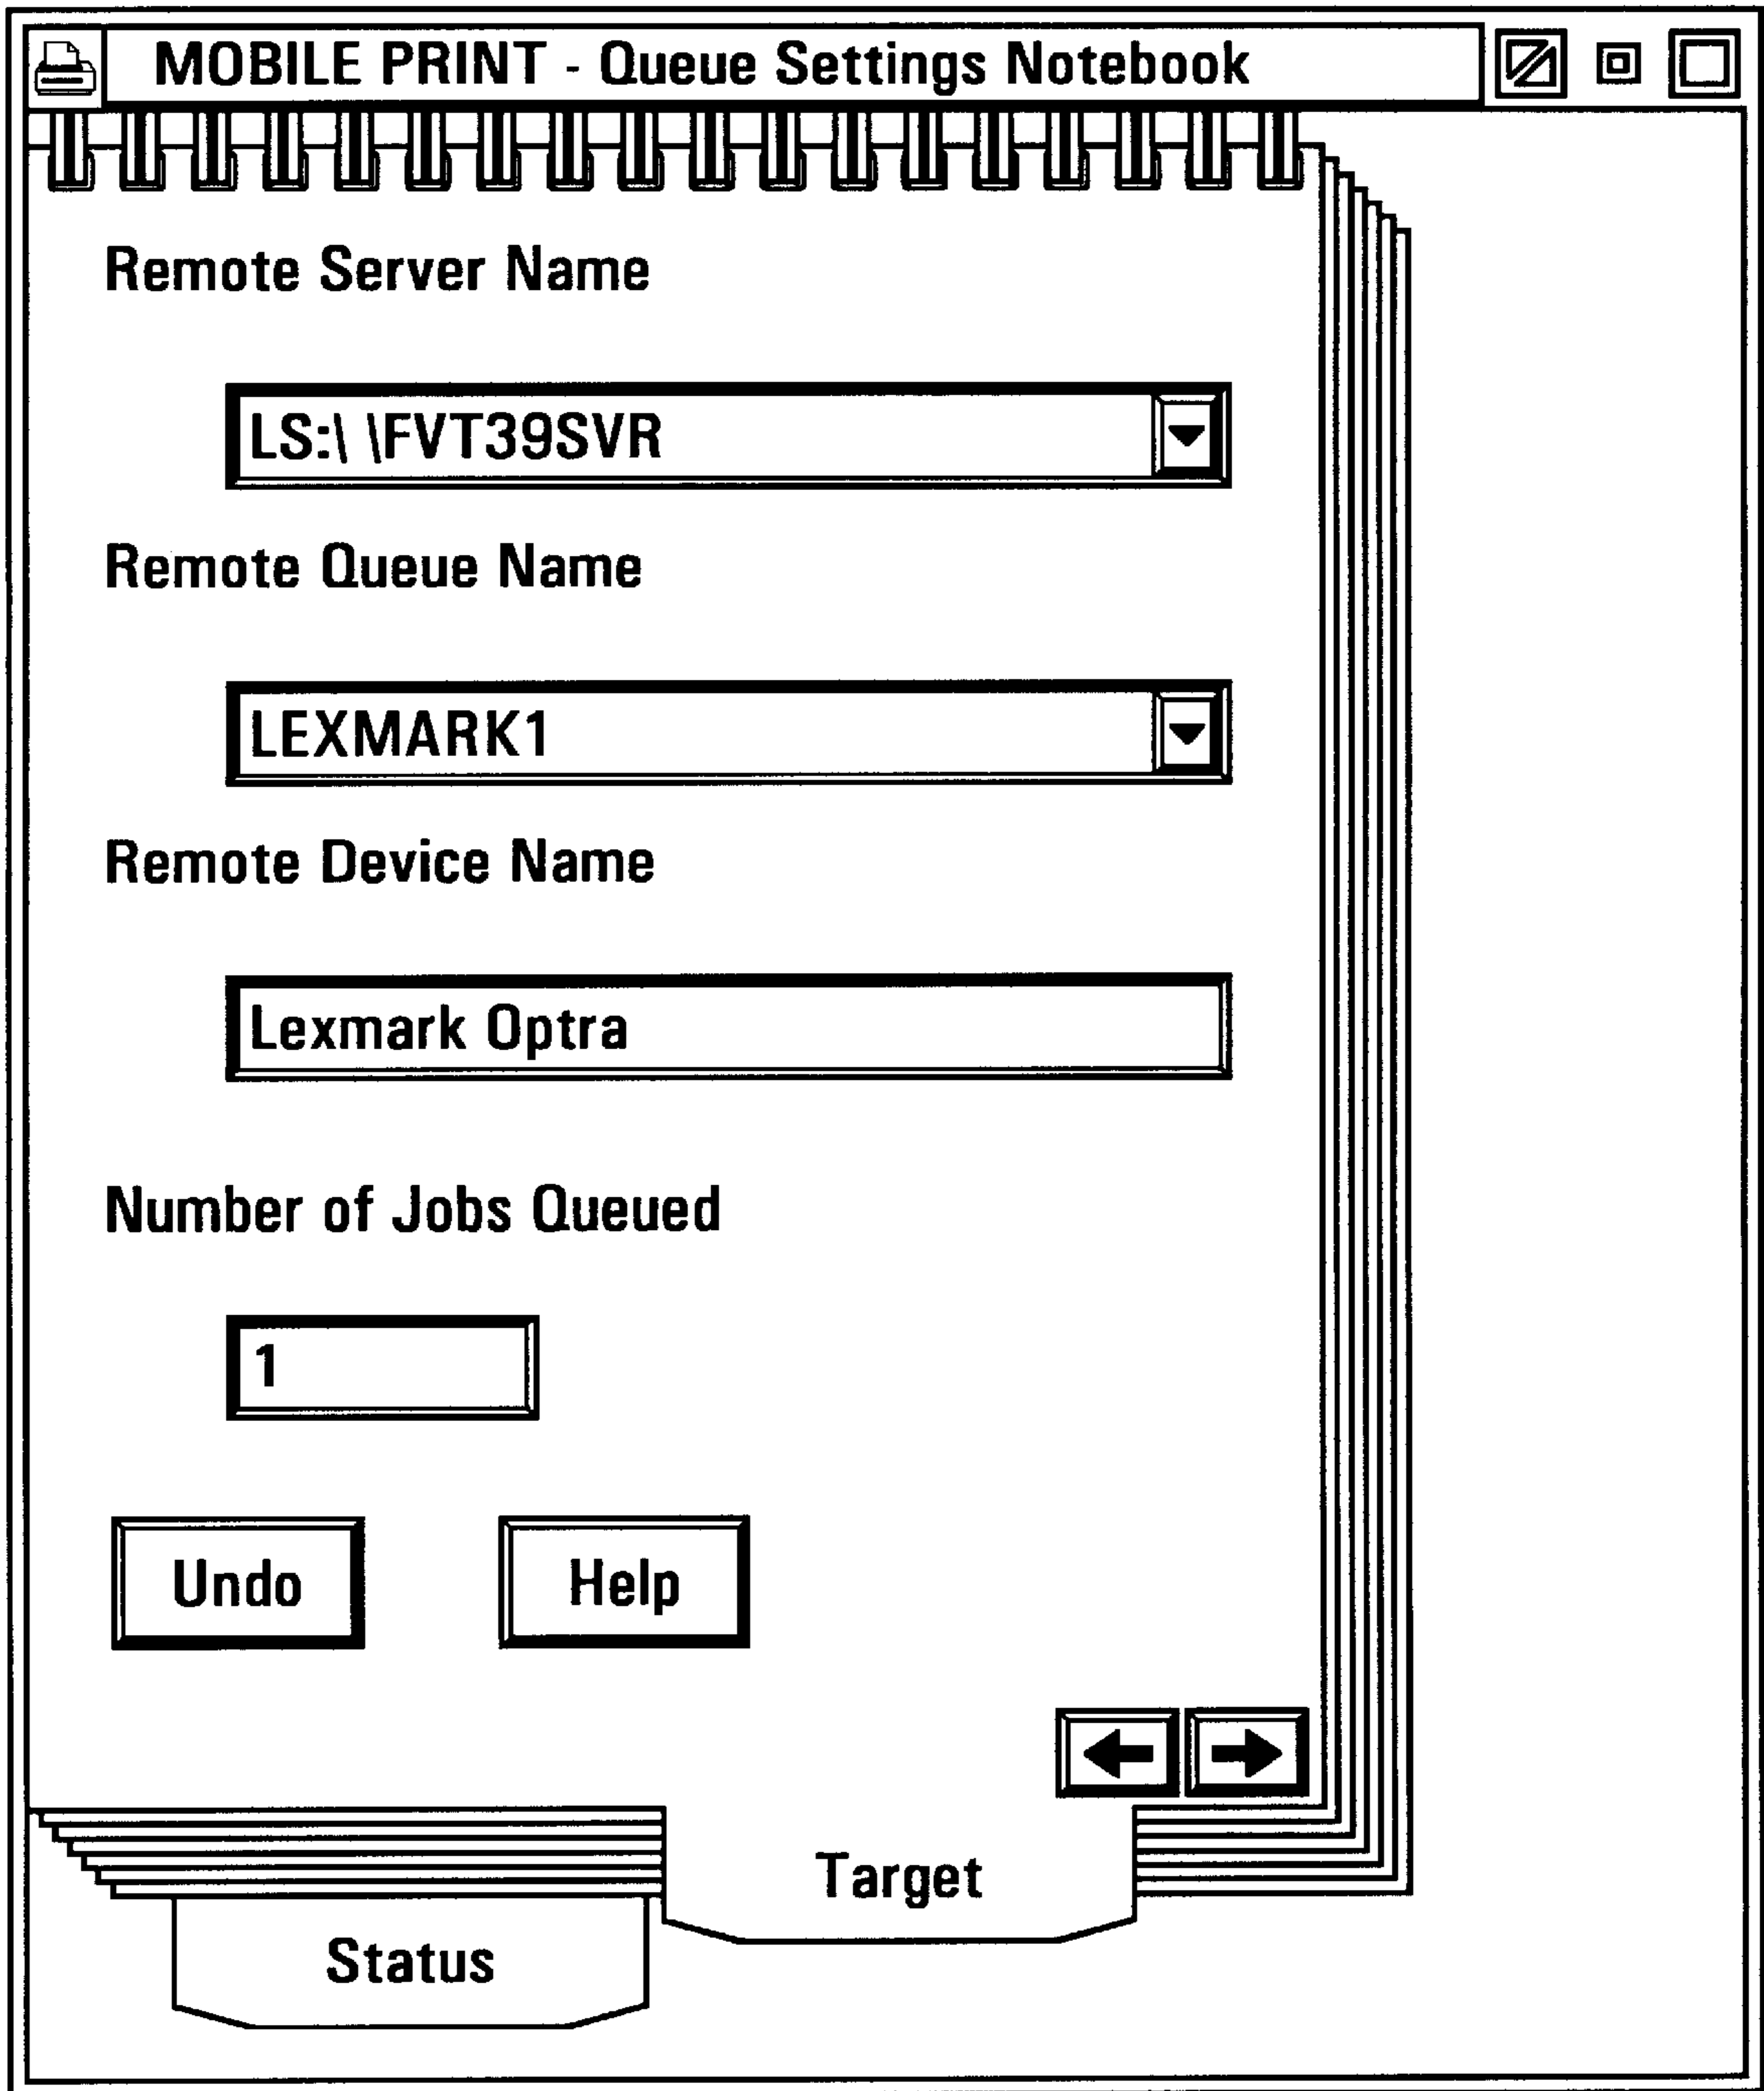 MOBILE PRINT - Queue Settings Notebook
Remote Server Name
LS:\ \FVT39SVR
Remote Queue Name
LEXMARK1
Remote Device Name
Lexmark Optra
Number of Jobs Queued
1
Undo Help
Target
Status